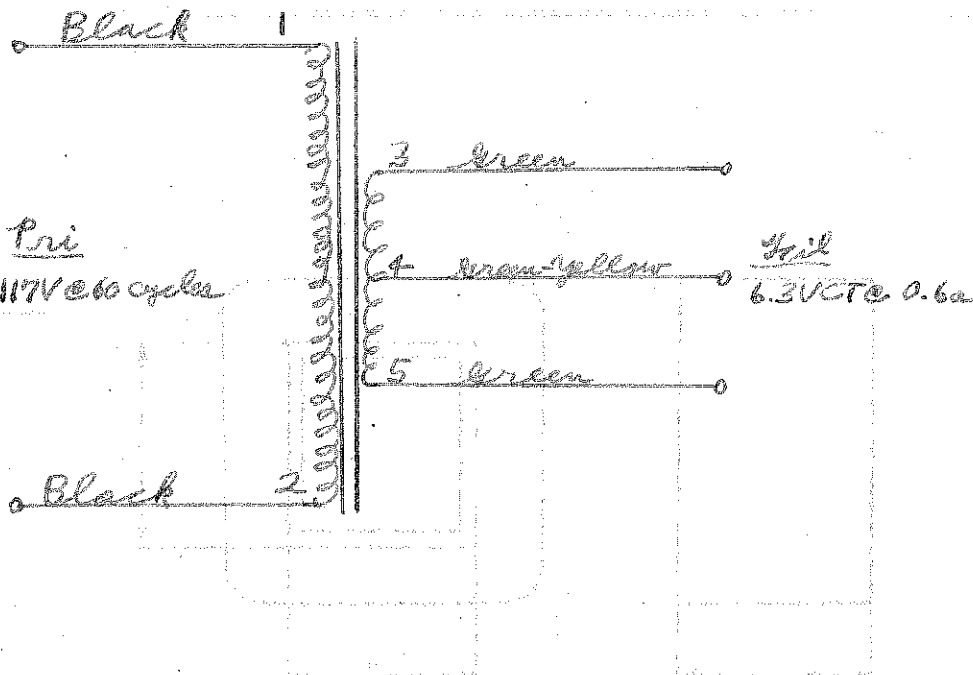 Black 1
3 Green
Pri
117V @ 60 cycles
4 Green-Yellow
Fil
6.3VCT @ 0.6a
5 Green
Black 2